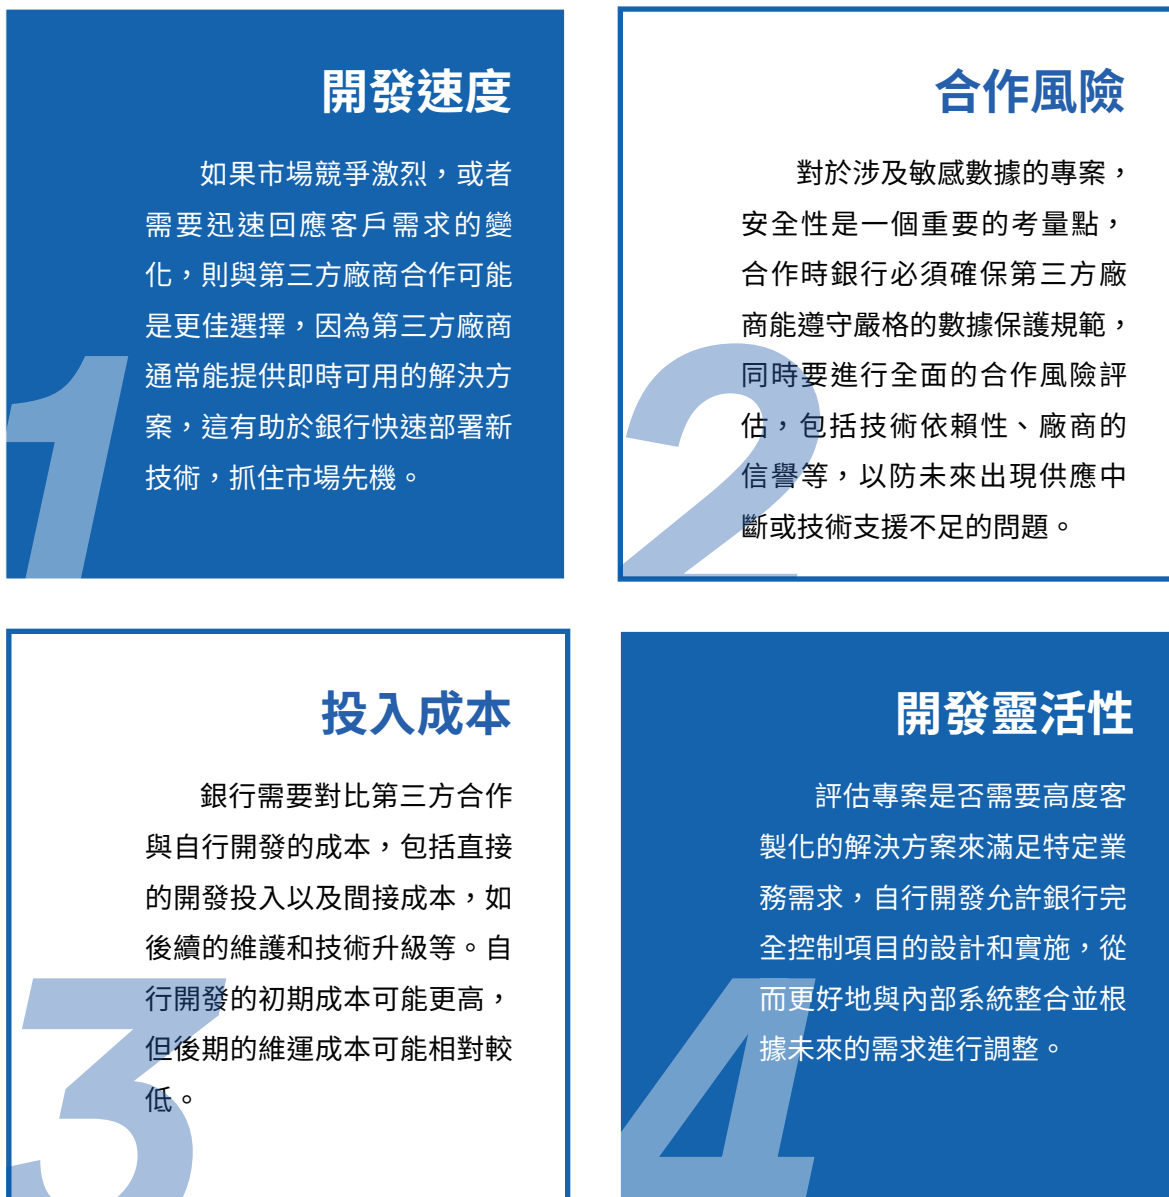 開發速度
如果市場競爭激烈，或者
需要迅速回應客戶需求的變
化，則與第三方廠商合作可能
是更佳選擇，因為第三方廠商
通常能提供即時可用的解決方
案，這有助於銀行快速部署新
技術，抓住市場先機。
1
合作風險
對於涉及敏感數據的專案，
安全性是一個重要的考量點，
合作時銀行必須確保第三方廠
商能遵守嚴格的數據保護規範，
同時要進行全面的合作風險評
估，包括技術依賴性、廠商的
信譽等，以防未來出現供應中
斷或技術支援不足的問題。
2
投入成本
銀行需要對比第三方合作
與自行開發的成本，包括直接
的開發投入以及間接成本，如
後續的維護和技術升級等。自
行開發的初期成本可能更高，
但後期的維運成本可能相對較
低。
3
開發靈活性
評估專案是否需要高度客
製化的解決方案來滿足特定業
務需求，自行開發允許銀行完
全控制項目的設計和實施，從
而更好地與內部系統整合並根
據未來的需求進行調整。
4